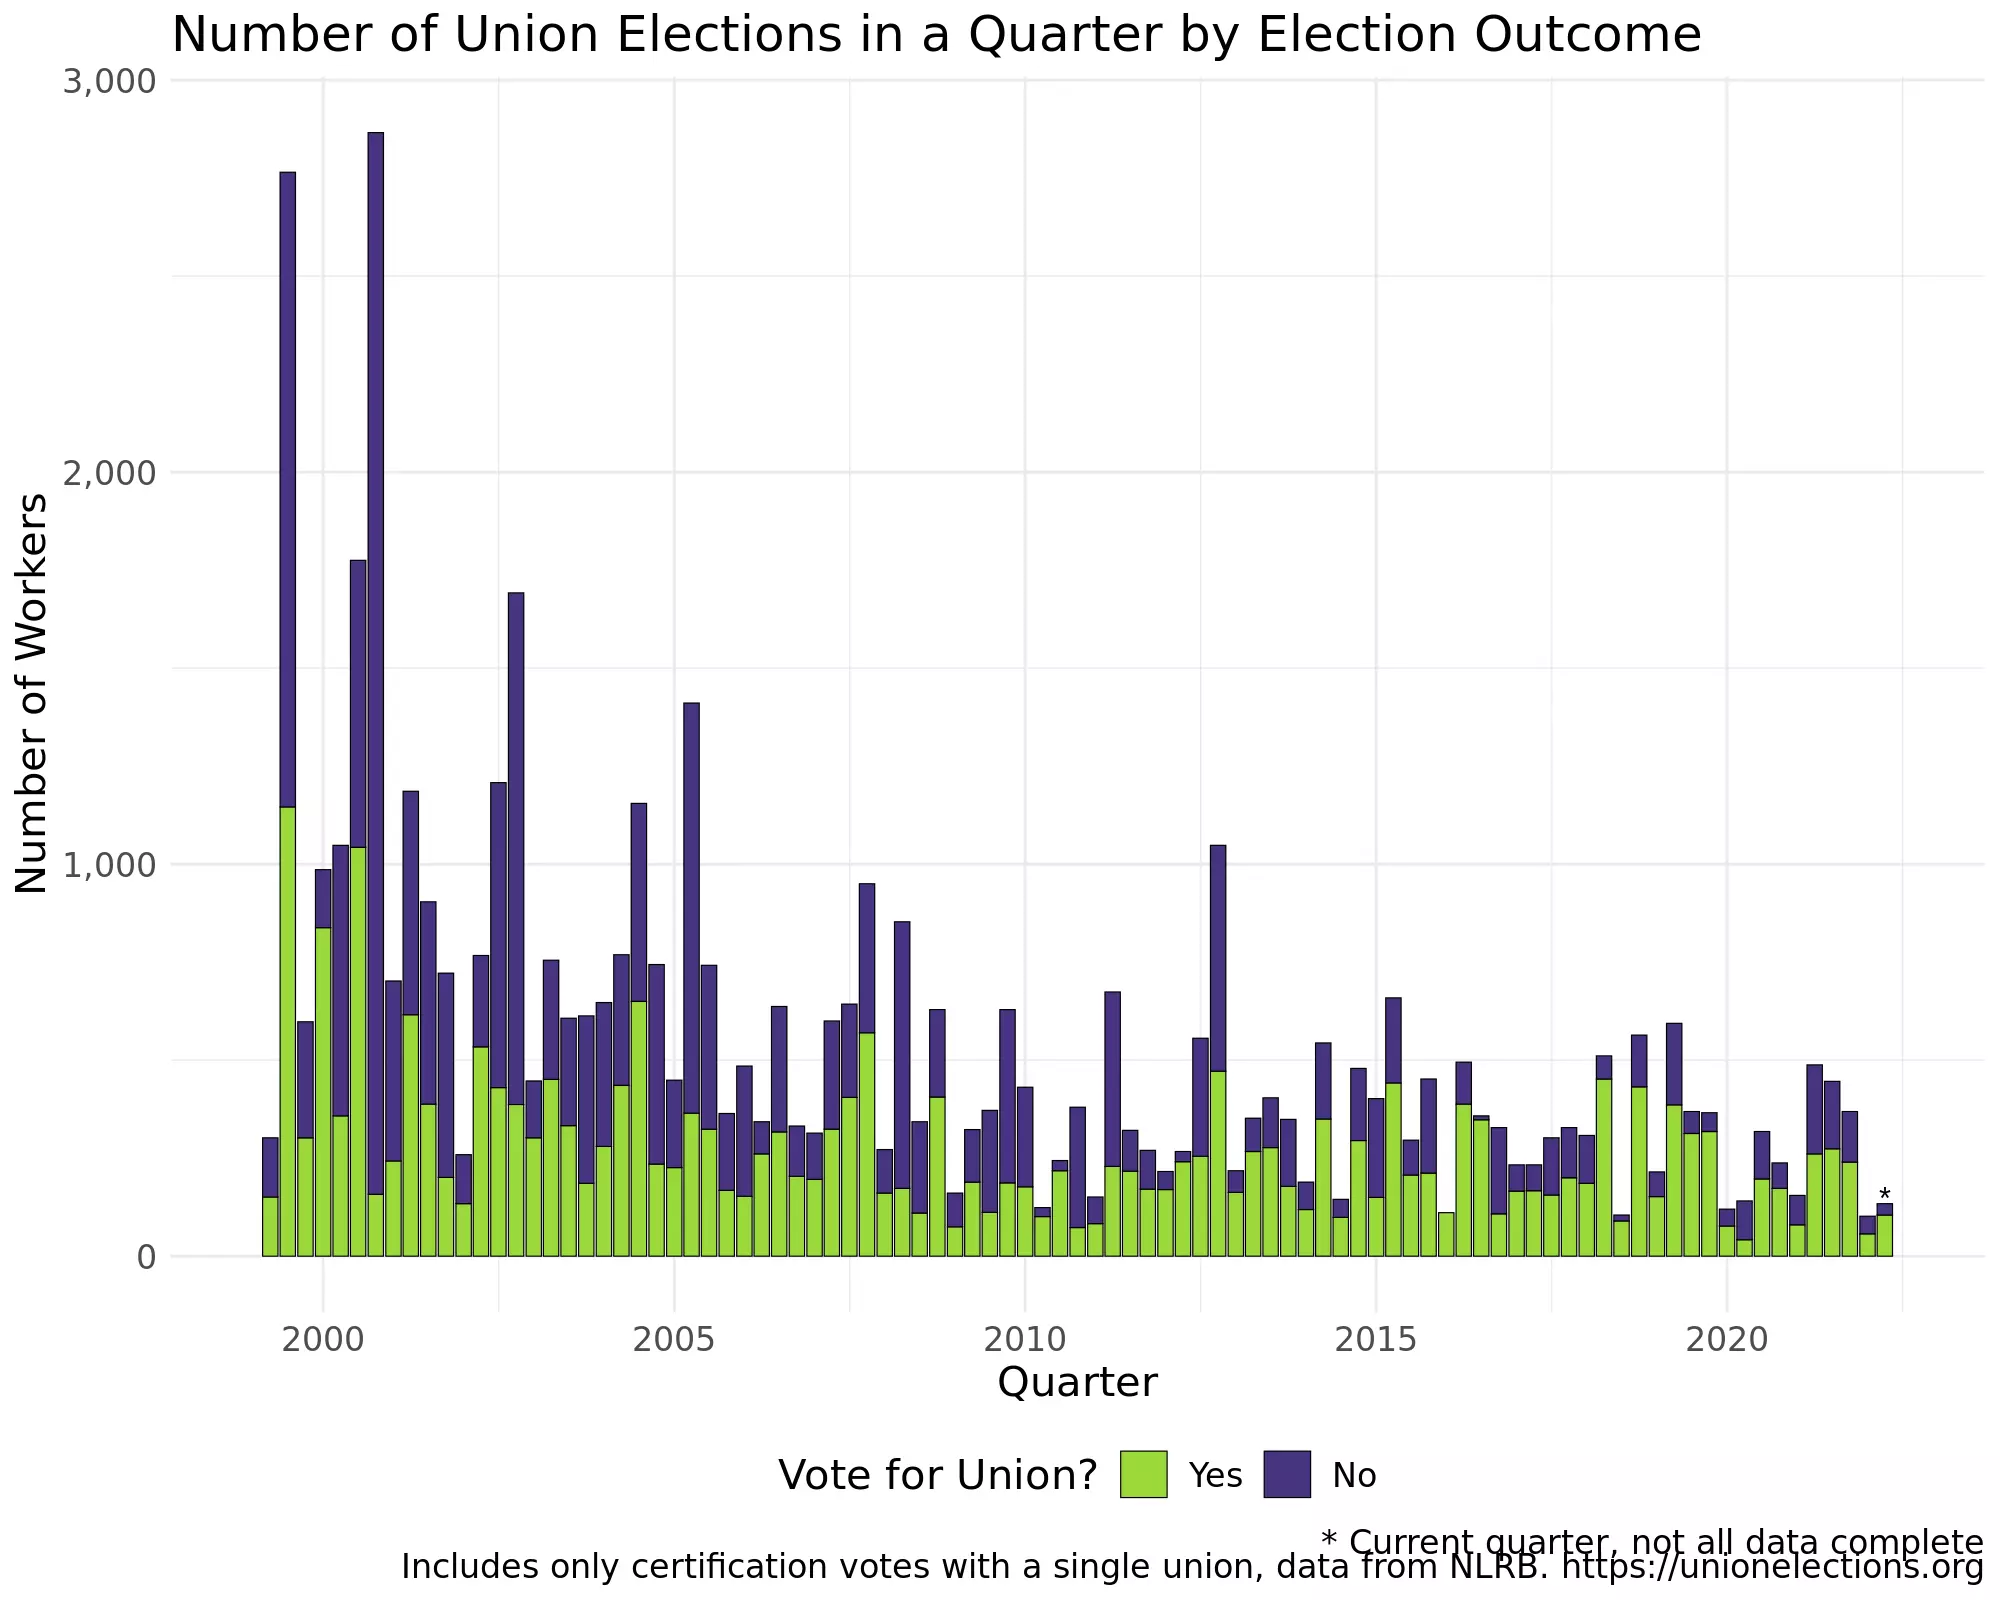 Number of Union Elections in a Quarter by Election Outcome
3,000
2,000
1,000
0
Number of Workers
*
2000 2005 2010 2015 2020
Quarter
Vote for Union? Yes No
* Current quarter, not all data complete
Includes only certification votes with a single union, data from NLRB. https://unionelections.org